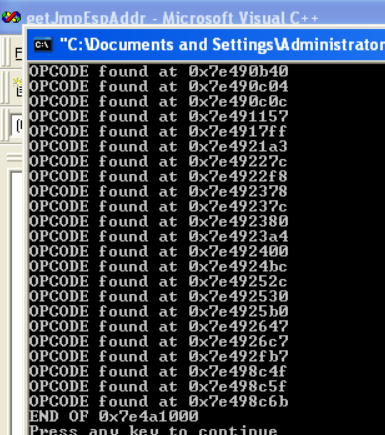 getJmpEspAddr - Microsoft Visual C++
"C:\Documents and Settings\Administrator
OPCODE found at 0x7e490b40
OPCODE found at 0x7e490c04
OPCODE found at 0x7e490c0c
OPCODE found at 0x7e491157
OPCODE found at 0x7e4917ff
OPCODE found at 0x7e4921a3
OPCODE found at 0x7e49227c
OPCODE found at 0x7e4922f8
OPCODE found at 0x7e492378
OPCODE found at 0x7e49237c
OPCODE found at 0x7e492380
OPCODE found at 0x7e4923a4
OPCODE found at 0x7e492400
OPCODE found at 0x7e4924bc
OPCODE found at 0x7e49252c
OPCODE found at 0x7e492530
OPCODE found at 0x7e4925b0
OPCODE found at 0x7e492647
OPCODE found at 0x7e4926c7
OPCODE found at 0x7e492fb7
OPCODE found at 0x7e498c4f
OPCODE found at 0x7e498c5f
OPCODE found at 0x7e498c6b
END OF 0x7e4a1000
Press any key to continue